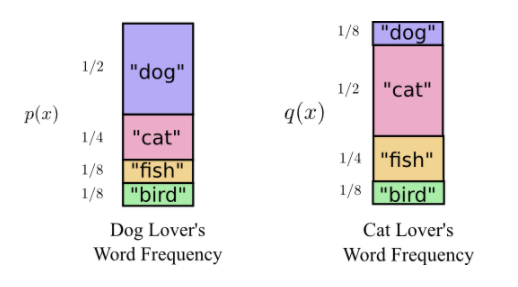 p(x)
1/2 "dog"
1/4 "cat"
1/8 "fish"
1/8 "bird"
Dog Lover's
Word Frequency
q(x)
1/8 "dog"
1/2 "cat"
1/4 "fish"
1/8 "bird"
Cat Lover's
Word Frequency